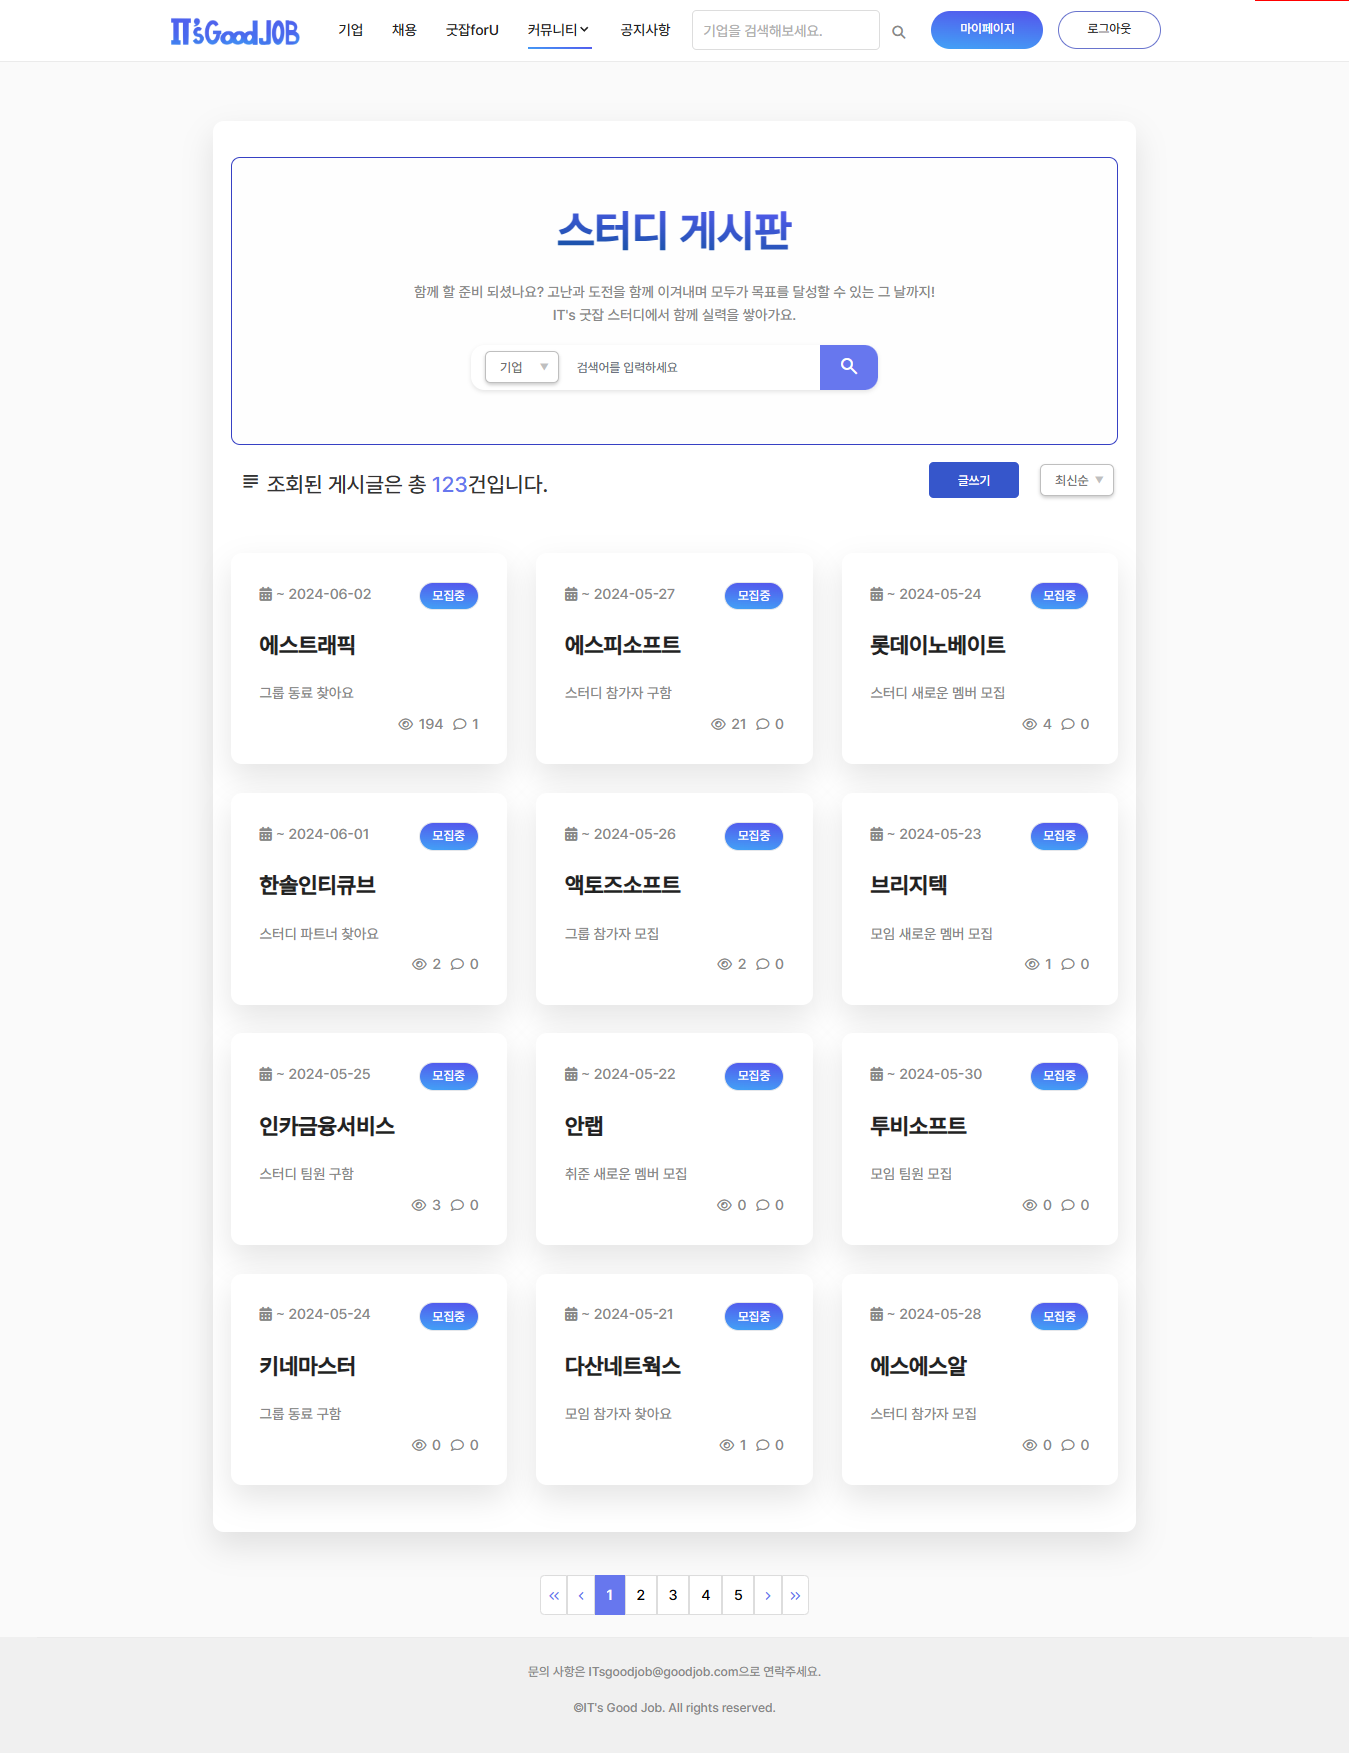 IT'sGoodJOB 기업 채용 굿잡forU 커뮤니티 공지사항 기업을 검색해보세요. 마이페이지 로그아웃
스터디 게시판
함께 할 준비 되셨나요? 고난과 도전을 함께 이겨내며 모두가 목표를 달성할 수 있는 그 날까지!
IT's 굿잡 스터디에서 함께 실력을 쌓아가요.
기업 ▼ 검색어를 입력하세요
조회된 게시글은 총 123건입니다. 글쓰기 최신순 ▼
~ 2024-06-02 모집중 ~ 2024-05-27 모집중 ~ 2024-05-24 모집중
에스트래픽 에스피소프트 롯데이노베이트
그룹 동료 찾아요 스터디 참가자 구함 스터디 새로운 멤버 모집
194 1 21 0 4 0
~ 2024-06-01 모집중 ~ 2024-05-26 모집중 ~ 2024-05-23 모집중
한솔인티큐브 액토즈소프트 브리지텍
스터디 파트너 찾아요 그룹 참가자 모집 모임 새로운 멤버 모집
2 0 2 0 1 0
~ 2024-05-25 모집중 ~ 2024-05-22 모집중 ~ 2024-05-30 모집중
인카금융서비스 안랩 투비소프트
스터디 팀원 구함 취준 새로운 멤버 모집 모임 팀원 모집
3 0 0 0 0 0
~ 2024-05-24 모집중 ~ 2024-05-21 모집중 ~ 2024-05-28 모집중
키네마스터 다산네트웍스 에스에스알
그룹 동료 구함 모임 참가자 찾아요 스터디 참가자 모집
0 0 1 0 0 0
« ‹ 1 2 3 4 5 › »
문의 사항은 ITsgoodjob@goodjob.com으로 연락주세요.
©IT's Good Job. All rights reserved.